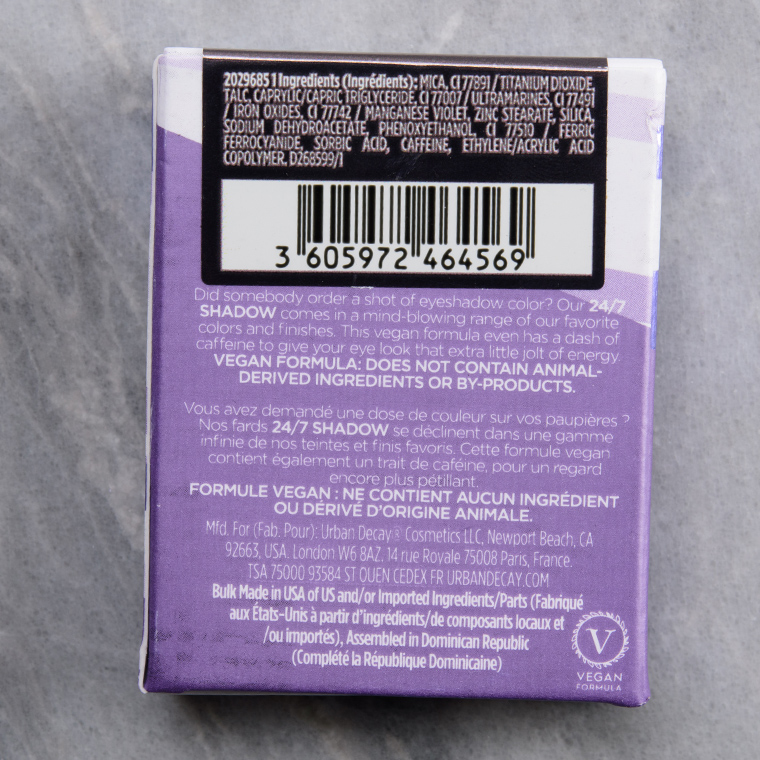 2029685 1 Ingredients (Ingrédients): MICA, CI 77891 / TITANIUM DIOXIDE,
TALC, CAPRYLIC/CAPRIC TRIGLYCERIDE, CI 77007 / ULTRAMARINES, CI 77491
/ IRON OXIDES, CI 77742 / MANGANESE VIOLET, ZINC STEARATE, SILICA,
SODIUM DEHYDROACETATE, PHENOXYETHANOL, CI 77510 / FERRIC
FERROCYANIDE, SORBIC ACID, CAFFEINE, ETHYLENE/ACRYLIC ACID
COPOLYMER. D268599/1
3 605972 464569
Did somebody order a shot of eyeshadow color? Our 24/7
SHADOW comes in a mind-blowing range of our favorite
colors and finishes. This vegan formula even has a dash of
caffeine to give your eye look that extra little jolt of energy.
VEGAN FORMULA: DOES NOT CONTAIN ANIMAL-
DERIVED INGREDIENTS OR BY-PRODUCTS.
Vous avez demandé une dose de couleur sur vos paupières ?
Nos fards 24/7 SHADOW se déclinent dans une gamme
infinie de nos teintes et finis favoris. Cette formule vegan
contient également un trait de caféine, pour un regard
encore plus pétillant.
FORMULE VEGAN : NE CONTIENT AUCUN INGRÉDIENT
OU DÉRIVÉ D'ORIGINE ANIMALE.
Mfd. For (Fab. Pour): Urban Decay® Cosmetics LLC, Newport Beach, CA
92663, USA. London W6 8AZ. 14 rue Royale 75008 Paris, France.
TSA 75000 93584 ST OUEN CEDEX FR URBANDECAY.COM
Bulk Made in USA of US and/or Imported Ingredients/Parts (Fabriqué
aux États-Unis à partir d'ingrédients/de composants locaux et
/ou importés), Assembled in Dominican Republic
(Complété la République Dominicaine)
V
VEGAN
FORMULA